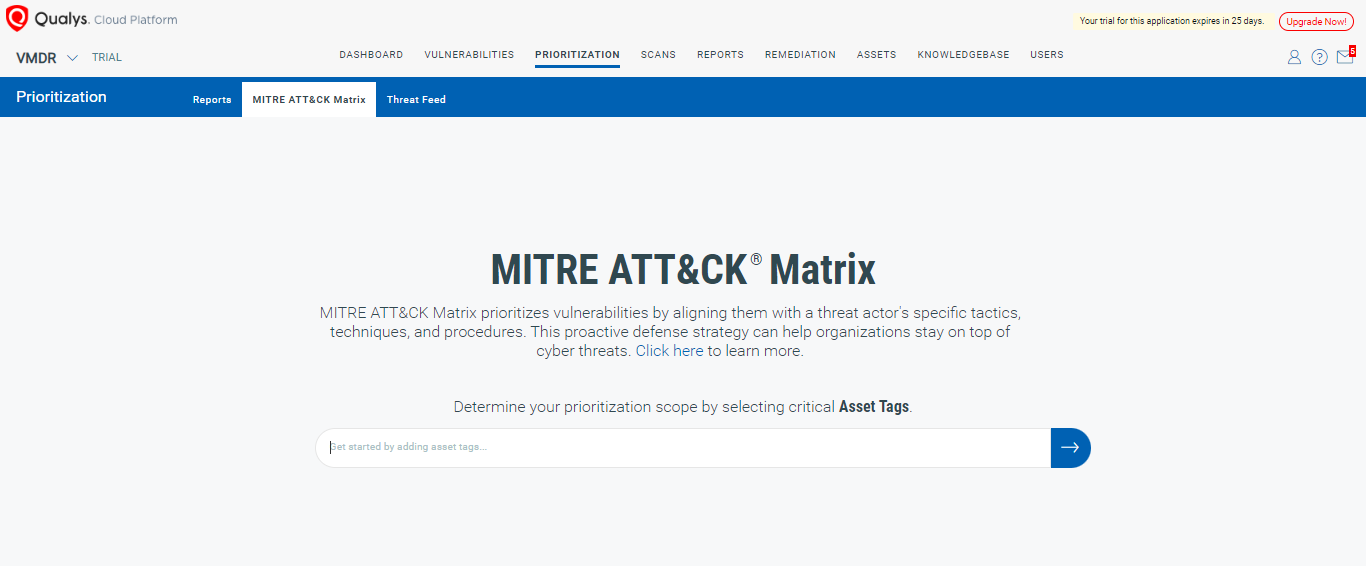 Qualys. Cloud Platform
Your trial for this application expires in 25 days. Upgrade Now!
VMDR TRIAL DASHBOARD VULNERABILITIES PRIORITIZATION SCANS REPORTS REMEDIATION ASSETS KNOWLEDGEBASE USERS ? 5
Prioritization Reports MITRE ATT&CK Matrix Threat Feed
MITRE ATT&CK® Matrix
MITRE ATT&CK Matrix prioritizes vulnerabilities by aligning them with a threat actor's specific tactics,
techniques, and procedures. This proactive defense strategy can help organizations stay on top of
cyber threats. Click here to learn more.
Determine your prioritization scope by selecting critical Asset Tags.
Get started by adding asset tags...